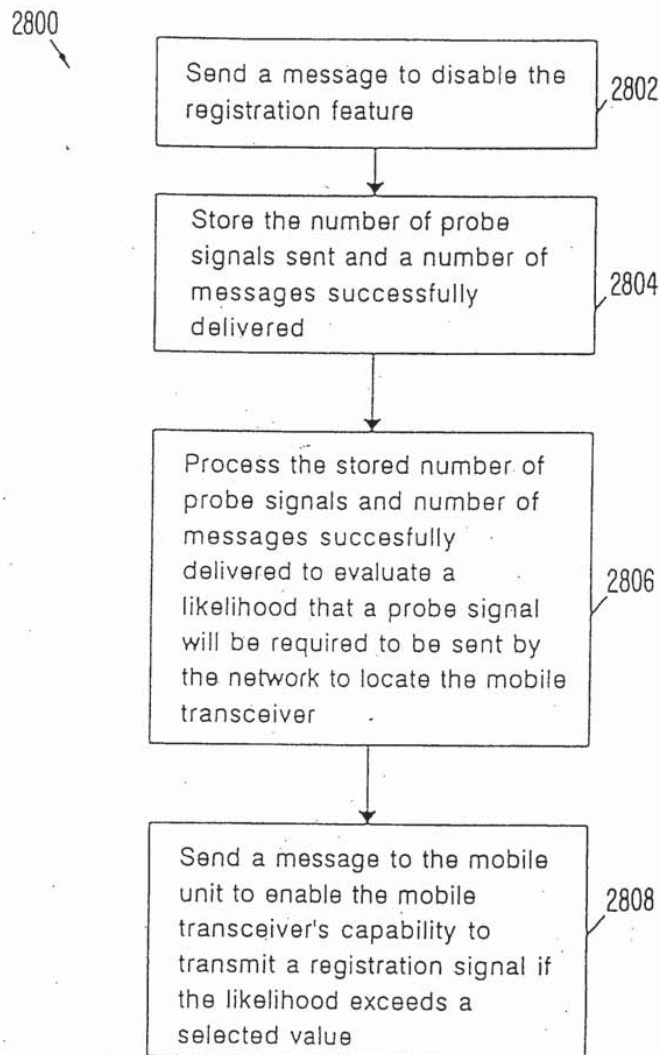 2800
Send a message to disable the
registration feature
2802
Store the number of probe
signals sent and a number of
messages successfully
delivered
2804
Process the stored number of
probe signals and number of
messages succesfully
delivered to evaluate a
likelihood that a probe signal
will be required to be sent by
the network to locate the mobile
transceiver
2806
Send a message to the mobile
unit to enable the mobile
transceiver's capability to
transmit a registration signal if
the likelihood exceeds a
selected value
2808